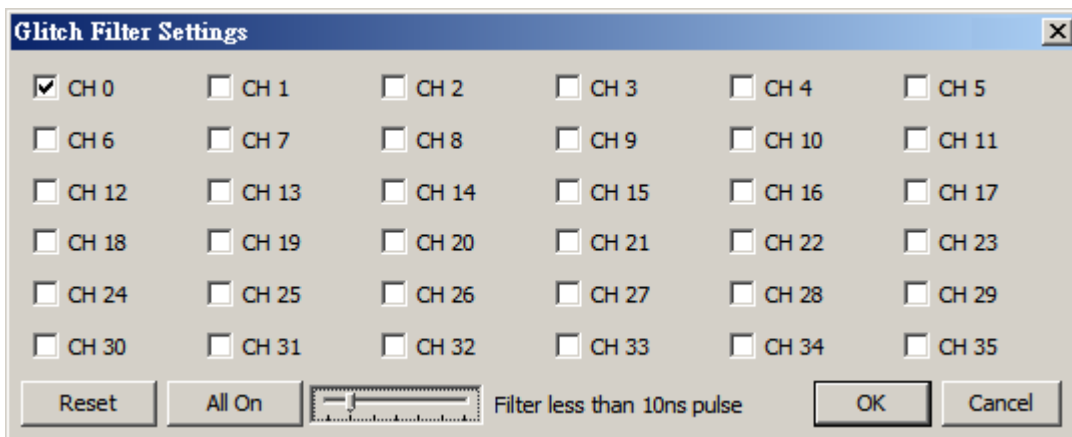 Glitch Filter Settings
CH 0 CH 1 CH 2 CH 3 CH 4 CH 5
CH 6 CH 7 CH 8 CH 9 CH 10 CH 11
CH 12 CH 13 CH 14 CH 15 CH 16 CH 17
CH 18 CH 19 CH 20 CH 21 CH 22 CH 23
CH 24 CH 25 CH 26 CH 27 CH 28 CH 29
CH 30 CH 31 CH 32 CH 33 CH 34 CH 35
Reset All On Filter less than 10ns pulse OK Cancel